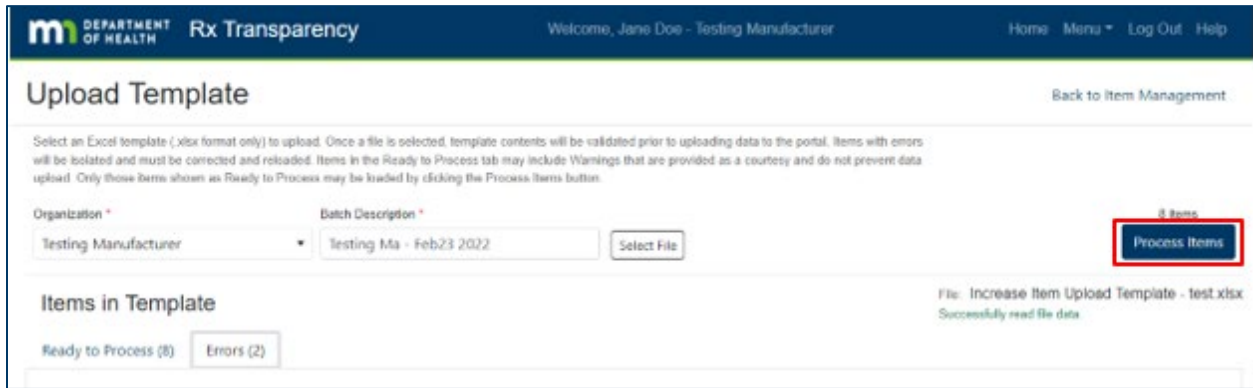 DEPARTMENT OF HEALTH Rx Transparency Welcome, Jane Doe - Testing Manufacturer Home Menu Log Out Help
Upload Template Back to Item Management
Select an Excel template (.xlsx format only) to upload. Once a file is selected, template contents will be validated prior to uploading data to the portal. Items with errors
will be isolated and must be corrected and reloaded. Items in the Ready to Process tab may include Warnings that are provided as a courtesy and do not prevent data
upload. Only those items shown as Ready to Process may be loaded by clicking the Process Items button.
Organization * Batch Description * 8 Items
Testing Manufacturer Testing Ma - Feb23 2022 Select File Process Items
Items in Template File: Increase Item Upload Template - test.xlsx
Successfully read file data.
Ready to Process (8) Errors (2)